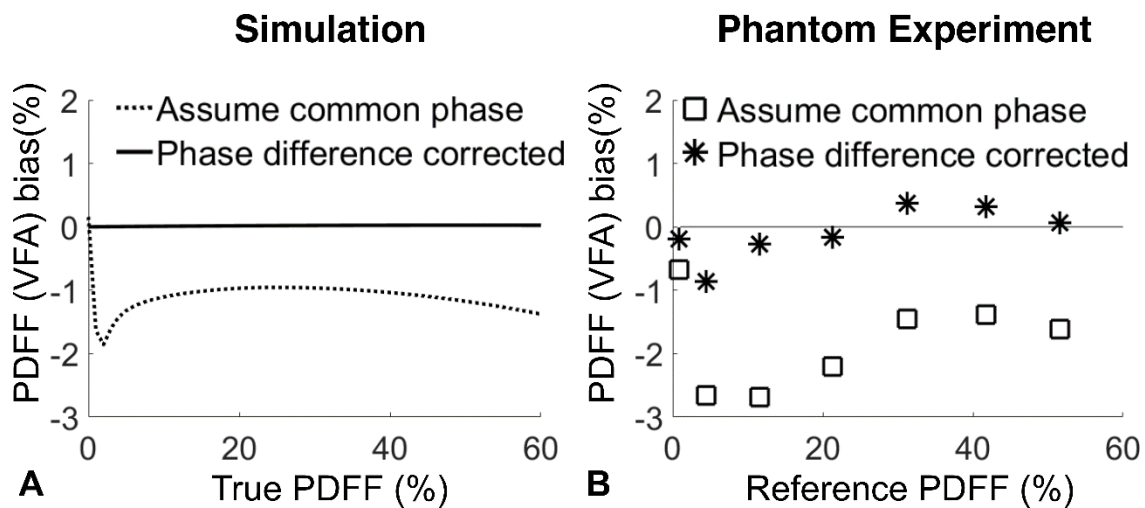 Simulation
PDFF (VFA) bias(%)
2
1
0
-1
-2
-3
Assume common phase
Phase difference corrected
0
20
40
60
A
True PDFF (%)
Phantom Experiment
PDFF (VFA) bias(%)
2
1
0
-1
-2
-3
Assume common phase
Phase difference corrected
0
20
40
60
B
Reference PDFF (%)